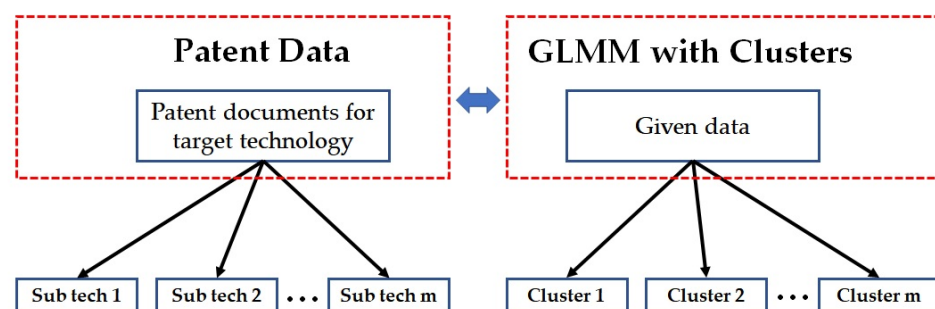 Patent Data
GLMM with Clusters
Patent documents for
target technology
Given data
Sub tech 1
Sub tech 2
...
Sub tech m
Cluster 1
Cluster 2
...
Cluster m